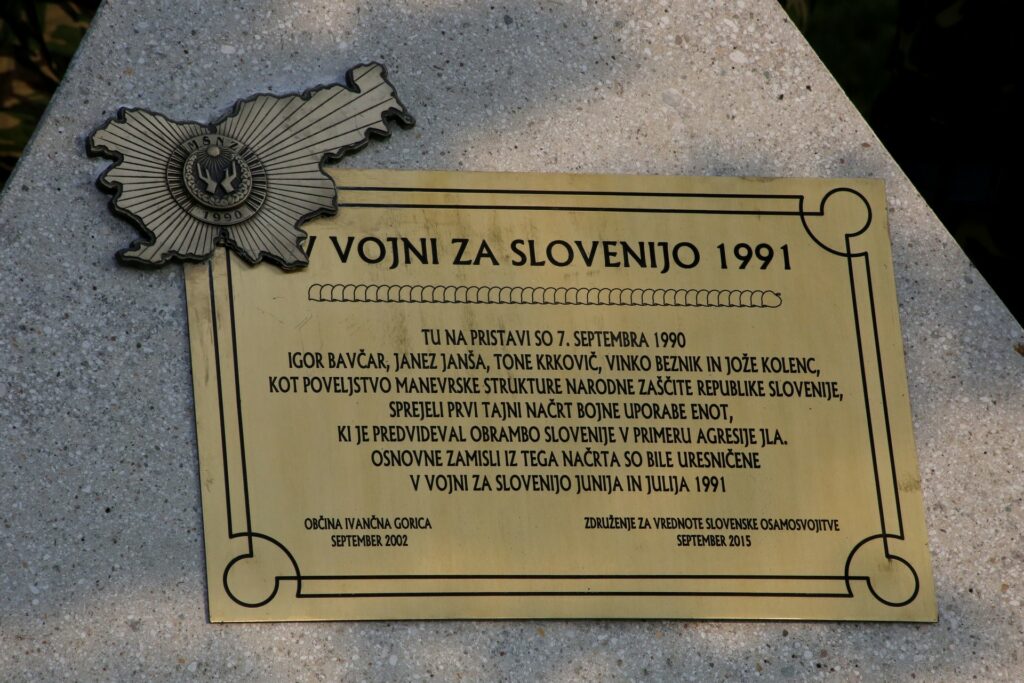 MSNZ
1990
V VOJNI ZA SLOVENIJO 1991
TU NA PRISTAVI SO 7. SEPTEMBRA 1990
IGOR BAVČAR, JANEZ JANŠA, TONE KRKOVIČ, VINKO BEZNIK IN JOŽE KOLENC,
KOT POVELJSTVO MANEVRSKE STRUKTURE NARODNE ZAŠČITE REPUBLIKE SLOVENIJE,
SPREJELI PRVI TAJNI NAČRT BOJNE UPORABE ENOT,
KI JE PREDVIDEVAL OBRAMBO SLOVENIJE V PRIMERU AGRESIJE JLA.
OSNOVNE ZAMISLI IZ TEGA NAČRTA SO BILE URESNIČENE
V VOJNI ZA SLOVENIJO JUNIJA IN JULIJA 1991
OBČINA IVANČNA GORICA
SEPTEMBER 2002
ZDRUŽENJE ZA VREDNOTE SLOVENSKE OSAMOSVOJITVE
SEPTEMBER 2015